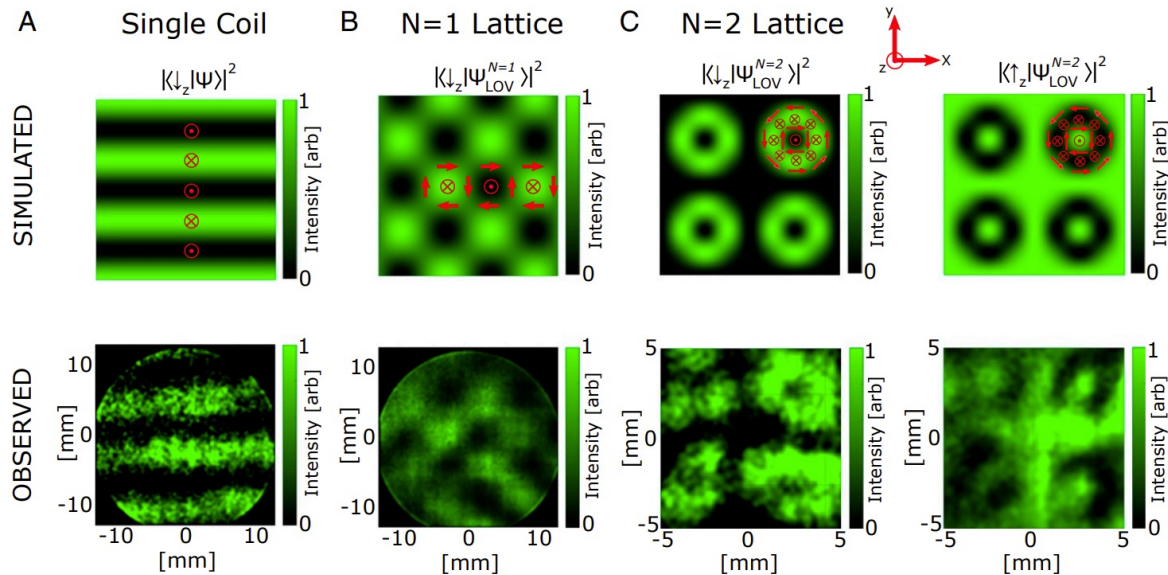 A Single Coil
B N=1 Lattice
C N=2 Lattice
y
x
z
|⟨↓z|Ψ⟩|²
|⟨↓z|Ψ_LOV^{N=1}⟩|²
|⟨↓z|Ψ_LOV^{N=2}⟩|²
|⟨↑z|Ψ_LOV^{N=2}⟩|²
SIMULATED
1
Intensity [arb]
0
1
Intensity [arb]
0
1
Intensity [arb]
0
1
Intensity [arb]
0
OBSERVED
[mm]
10
0
-10
-10 0 10
[mm]
1
Intensity [arb]
0
[mm]
10
0
-10
-10 0 10
[mm]
1
Intensity [arb]
0
[mm]
5
0
-5
-5 0 5
[mm]
1
Intensity [arb]
0
[mm]
5
0
-5
-5 0 5
[mm]
1
Intensity [arb]
0